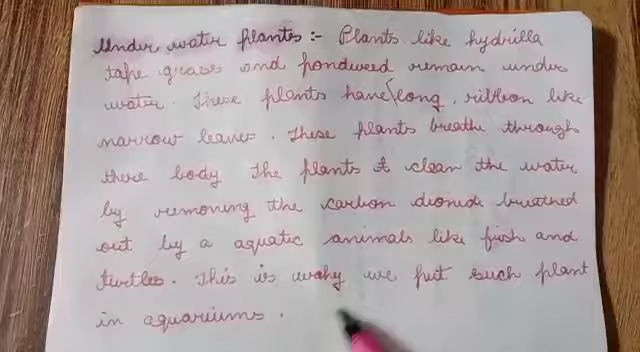 Under water plants :- Plants like hydrilla
tape grass and pondweed remain under
water. These plants have long, ribbon like
narrow leaves. These plants breathe through
there body the plants clean the water
by removing the carbon dioxide breathed
out by a aquatic animals like fish and
turtles. This is wahy we put such plant
in aquariums.